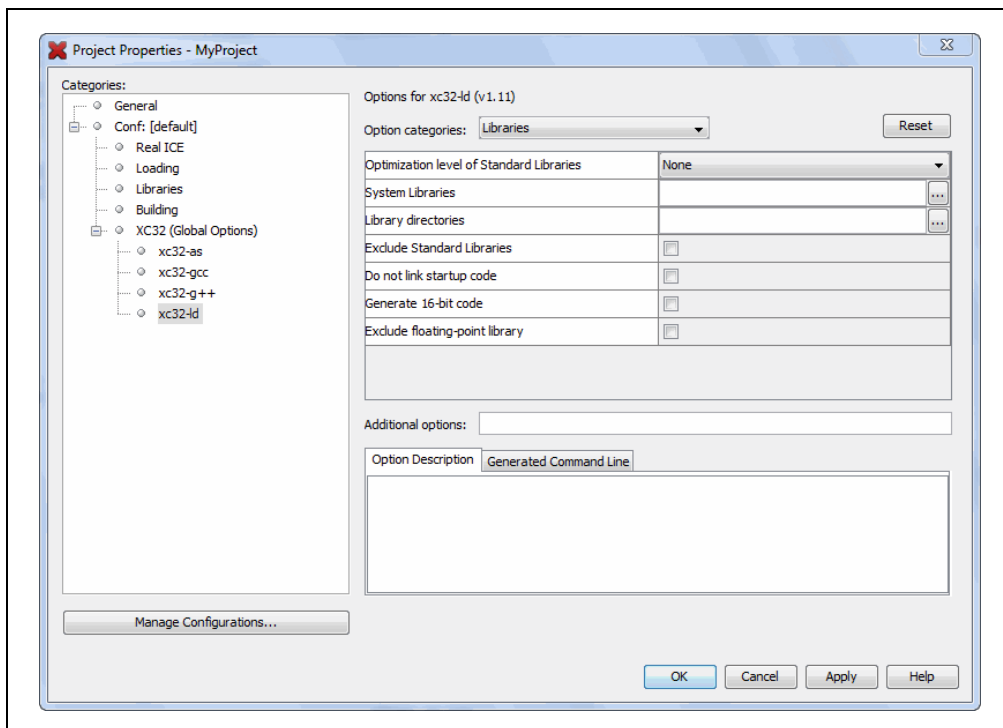 Project Properties - MyProject
Categories:
General
Conf: [default]
Real ICE
Loading
Libraries
Building
XC32 (Global Options)
xc32-as
xc32-gcc
xc32-g++
xc32-ld
Manage Configurations...
Options for xc32-ld (v1.11)
Option categories: Libraries Reset
Optimization level of Standard Libraries None
System Libraries ...
Library directories ...
Exclude Standard Libraries
Do not link startup code
Generate 16-bit code
Exclude floating-point library
Additional options:
Option Description Generated Command Line
OK Cancel Apply Help